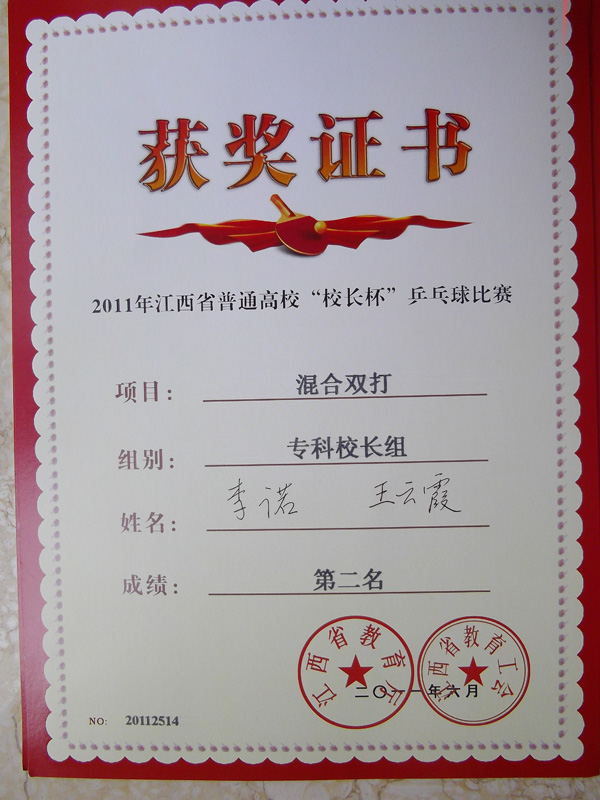 获奖证书
2011年江西省普通高校“校长杯”乒乓球比赛
项目: 混合双打
组别: 专科校长组
姓名: 李诺 王云霞
成绩: 第二名
江西省教育厅
江西省教育工会
二〇一一年六月
NO: 20112514